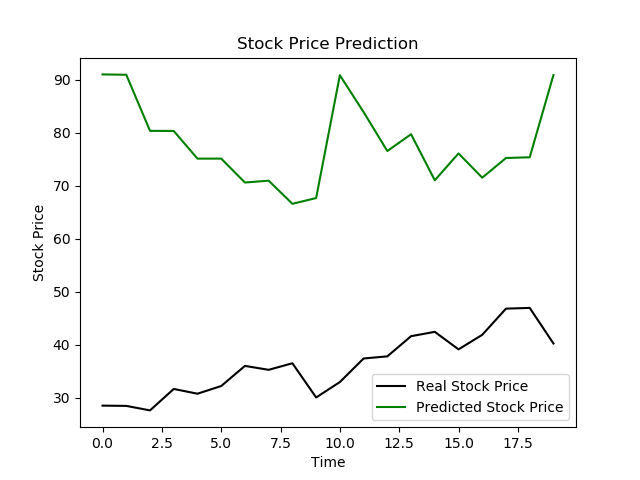 Stock Price Prediction
90
80
70
60
50
40
30
Stock Price
0.0 2.5 5.0 7.5 10.0 12.5 15.0 17.5
Time
Real Stock Price
Predicted Stock Price